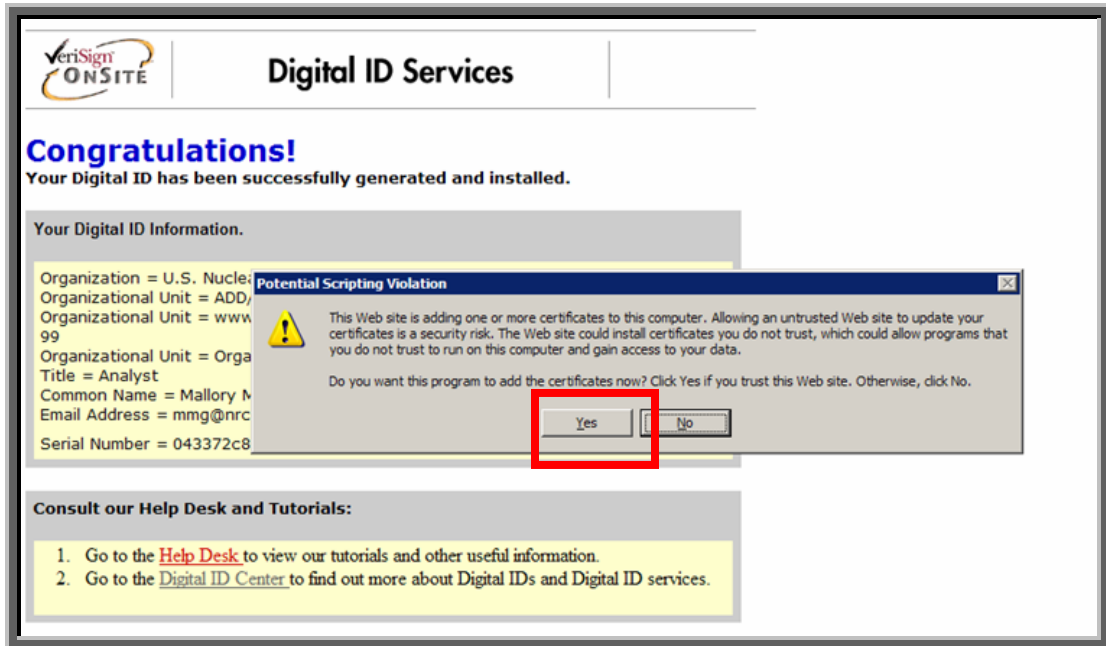 VeriSign
ONSITE
Digital ID Services
Congratulations!
Your Digital ID has been successfully generated and installed.
Your Digital ID Information.
Organization = U.S.
Organizational Unit =
Organizational Unit =
99
Organizational Unit =
Title = Analyst
Common Name = Mallory
Email Address =
Serial Number =
Potential Scripting Violation
This Web site is adding one or more certificates to this computer. Allowing an untrusted Web site to update your
certificates is a security risk. The Web site could install certificates you do not trust, which could allow programs that
you do not trust to run on this computer and gain access to your data.
Do you want this program to add the certificates now? Click Yes if you trust this Web site. Otherwise, click No.
Yes
No
Consult our Help Desk and Tutorials:
1. Go to the Help Desk to view our tutorials and other useful information.
2. Go to the Digital ID Center to find out more about Digital IDs and Digital ID services.